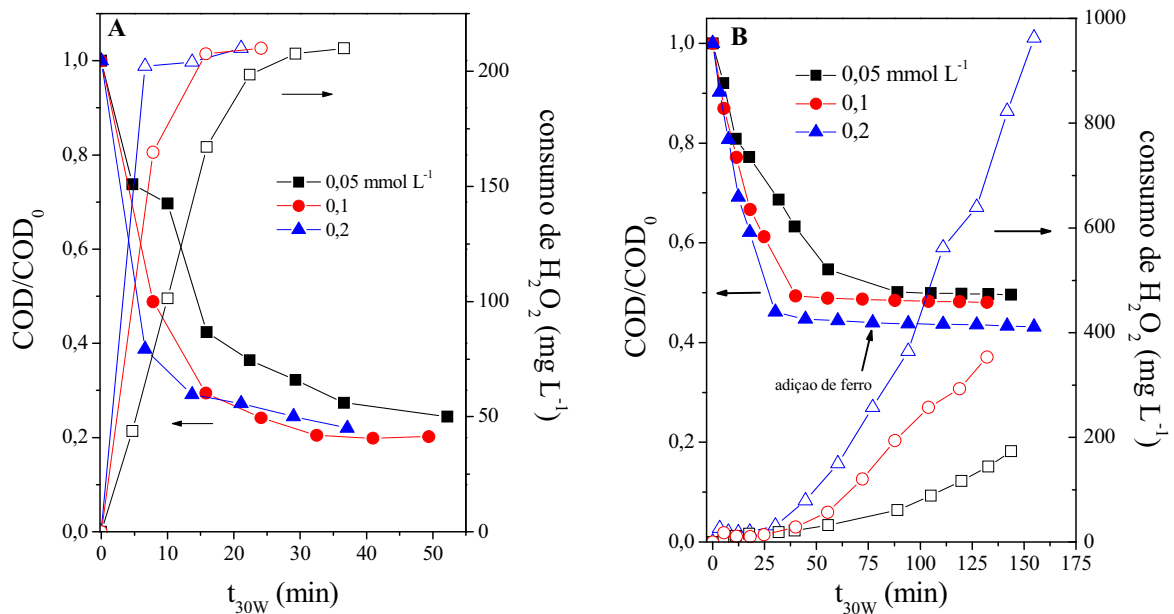 A
1,0
0,8
0,6
0,4
0,2
0,0
COD/COD₀
0 10 20 30 40 50
t₃₀W (min)
200
150
100
50
0
consumo de H₂O₂ (mg L⁻¹)
0,05 mmol L⁻¹
0,1
0,2
B
1,0
0,8
0,6
0,4
0,2
0,0
COD/COD₀
0 25 50 75 100 125 150 175
t₃₀W (min)
1000
800
600
400
200
0
consumo de H₂O₂ (mg L⁻¹)
0,05 mmol L⁻¹
0,1
0,2
adiçao de ferro